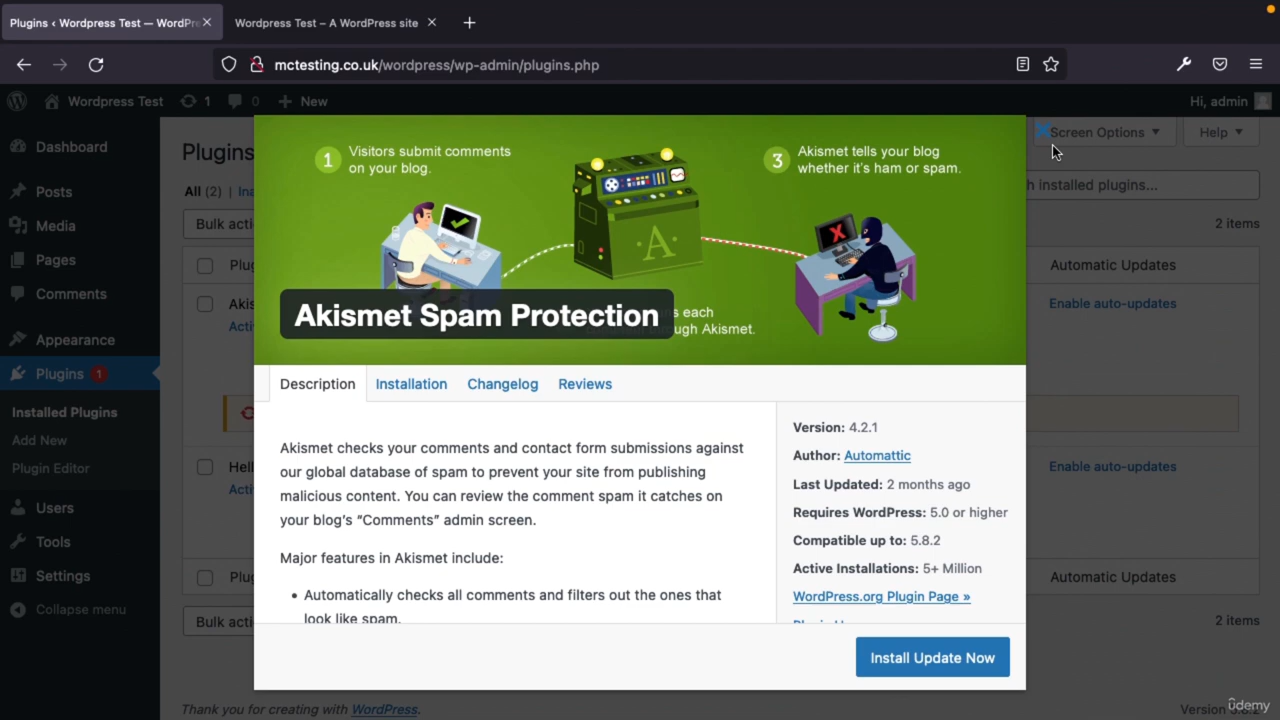 Plugins ‹ Wordpress Test — WordPr
Wordpress Test – A WordPress site
mctesting.co.uk/wordpress/wp-admin/plugins.php
Wordpress Test
1
0
New
Hi, admin
Dashboard
Posts
Media
Pages
Comments
Appearance
Plugins 1
Installed Plugins
Add New
Plugin Editor
Users
Tools
Settings
Collapse menu
Plugins
Screen Options
Help
All (2) |
installed plugins...
2 items
Automatic Updates
Enable auto-updates
Enable auto-updates
Automatic Updates
2 items
1
Visitors submit comments
on your blog.
A
3
Akismet tells your blog
whether it's ham or spam.
each
Akismet.
Akismet Spam Protection
Description
Installation
Changelog
Reviews
Akismet checks your comments and contact form submissions against
our global database of spam to prevent your site from publishing
malicious content. You can review the comment spam it catches on
your blog's “Comments” admin screen.
Major features in Akismet include:
• Automatically checks all comments and filters out the ones that
look like spam.
Version: 4.2.1
Author: Automattic
Last Updated: 2 months ago
Requires WordPress: 5.0 or higher
Compatible up to: 5.8.2
Active Installations: 5+ Million
WordPress.org Plugin Page »
Install Update Now
Thank you for creating with WordPress.
Version
ûdemy